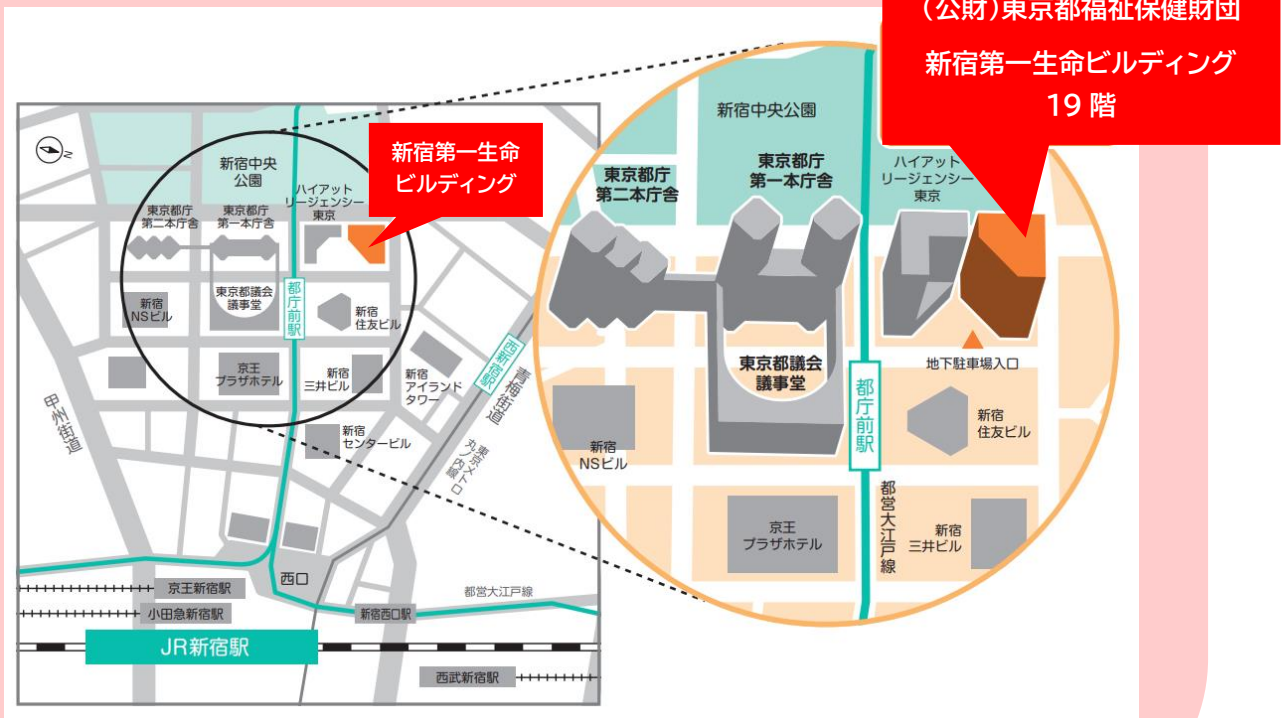 (公財)東京都福祉保健財団
新宿第一生命ビルディング
19 階
新宿第一生命
ビルディング
N
新宿中央
公園
ハイアット
リージェンシー
東京
東京都庁
第二本庁舎
東京都庁
第一本庁舎
東京都議会
議事堂
都庁前駅
新宿
NSビル
新宿
住友ビル
京王
プラザホテル
新宿
三井ビル
新宿
アイランド
タワー
西新宿駅
青梅街道
甲州街道
新宿
センタービル
東京メトロ
丸ノ内線
西口
京王新宿駅
小田急新宿駅
新宿西口駅
都営大江戸線
JR新宿駅
西武新宿駅
新宿中央公園
東京都庁
第二本庁舎
東京都庁
第一本庁舎
ハイアット
リージェンシー
東京
地下駐車場入口
東京都議会
議事堂
都庁前駅
新宿
住友ビル
新宿
NSビル
京王
プラザホテル
都営大江戸線
新宿
三井ビル